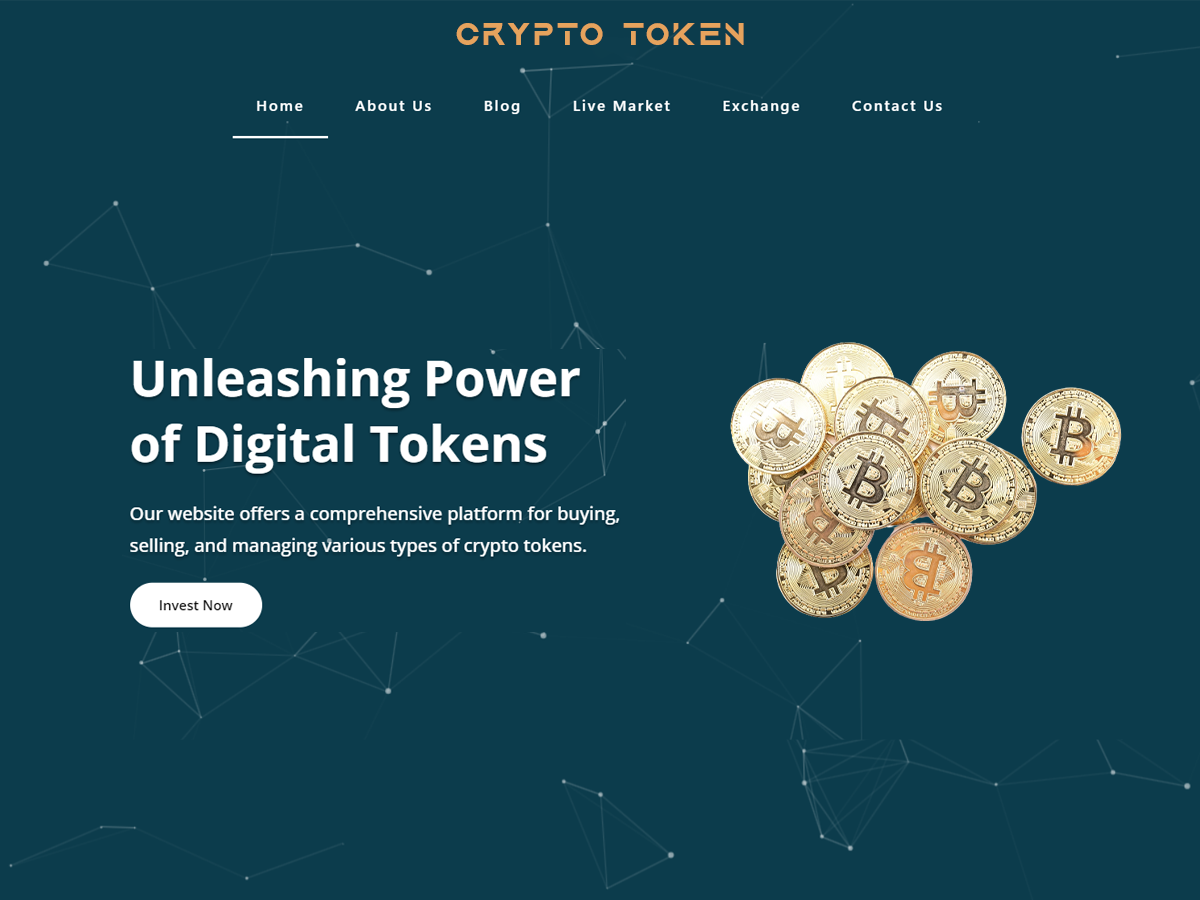 CRYPTO TOKEN
Home About Us Blog Live Market Exchange Contact Us
Unleashing Power
of Digital Tokens
Our website offers a comprehensive platform for buying,
selling, and managing various types of crypto tokens.
Invest Now